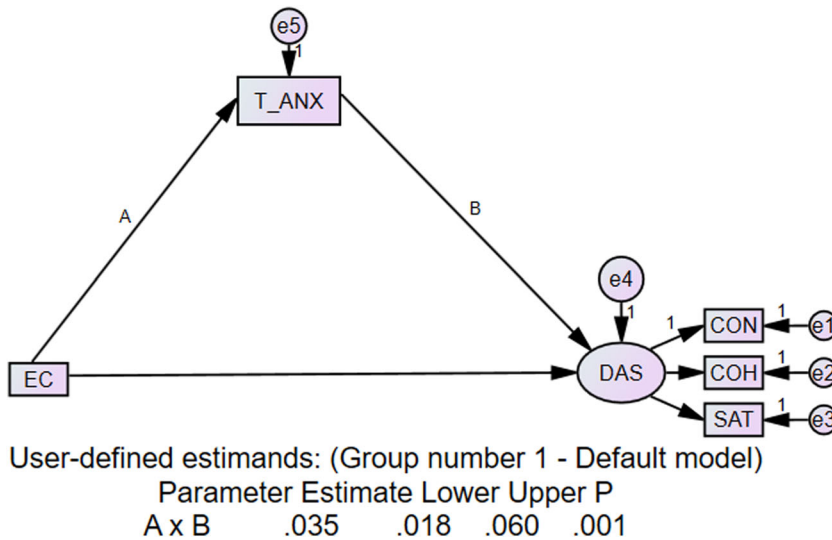 e5
1
T_ANX
A
B
e4
1
1
CON
1
e1
EC
DAS
COH
1
e2
SAT
1
e3
User-defined estimands: (Group number 1 - Default model)
Parameter Estimate Lower Upper P
A x B .035 .018 .060 .001